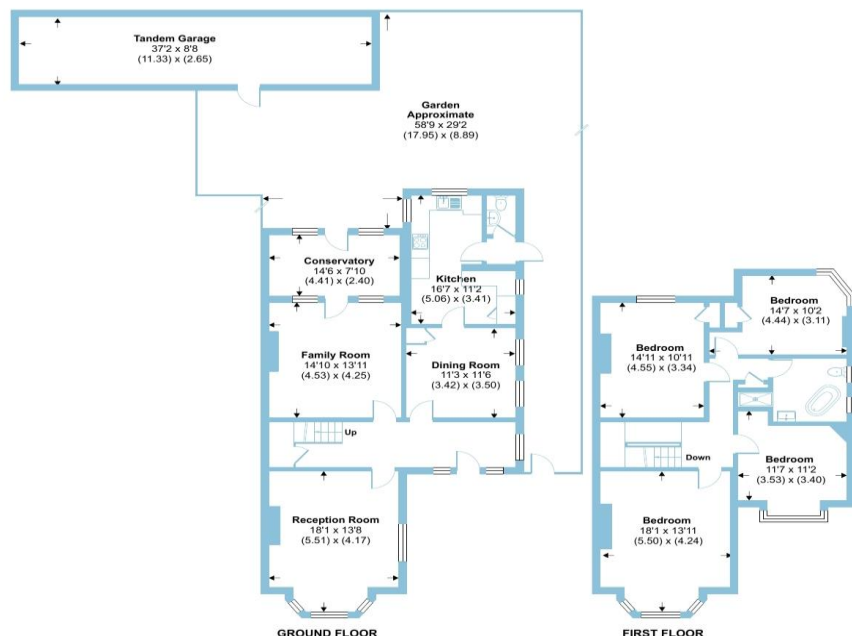 Tandem Garage
37'2 x 8'8
(11.33) x (2.65)
Garden
Approximate
58'9 x 29'2
(17.95) x (8.89)
Conservatory
14'6 x 7'10
(4.41) x (2.40)
Kitchen
16'7 x 11'2
(5.06) x (3.41)
Family Room
14'10 x 13'11
(4.53) x (4.25)
Dining Room
11'3 x 11'6
(3.42) x (3.50)
Up
Reception Room
18'1 x 13'8
(5.51) x (4.17)
GROUND FLOOR
Bedroom
14'7 x 10'2
(4.44) x (3.11)
Bedroom
14'11 x 10'11
(4.55) x (3.34)
Down
Bedroom
11'7 x 11'2
(3.53) x (3.40)
Bedroom
18'1 x 13'11
(5.50) x (4.24)
FIRST FLOOR